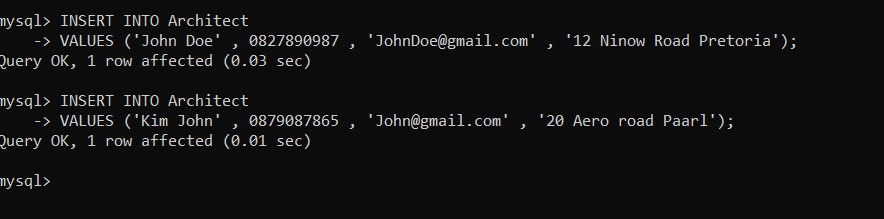 mysql> INSERT INTO Architect
    -> VALUES ('John Doe' , 0827890987 , 'JohnDoe@gmail.com' , '12 Ninow Road Pretoria');
Query OK, 1 row affected (0.03 sec)
mysql> INSERT INTO Architect
    -> VALUES ('Kim John' , 0879087865 , 'John@gmail.com' , '20 Aero road Paarl');
Query OK, 1 row affected (0.01 sec)
mysql>